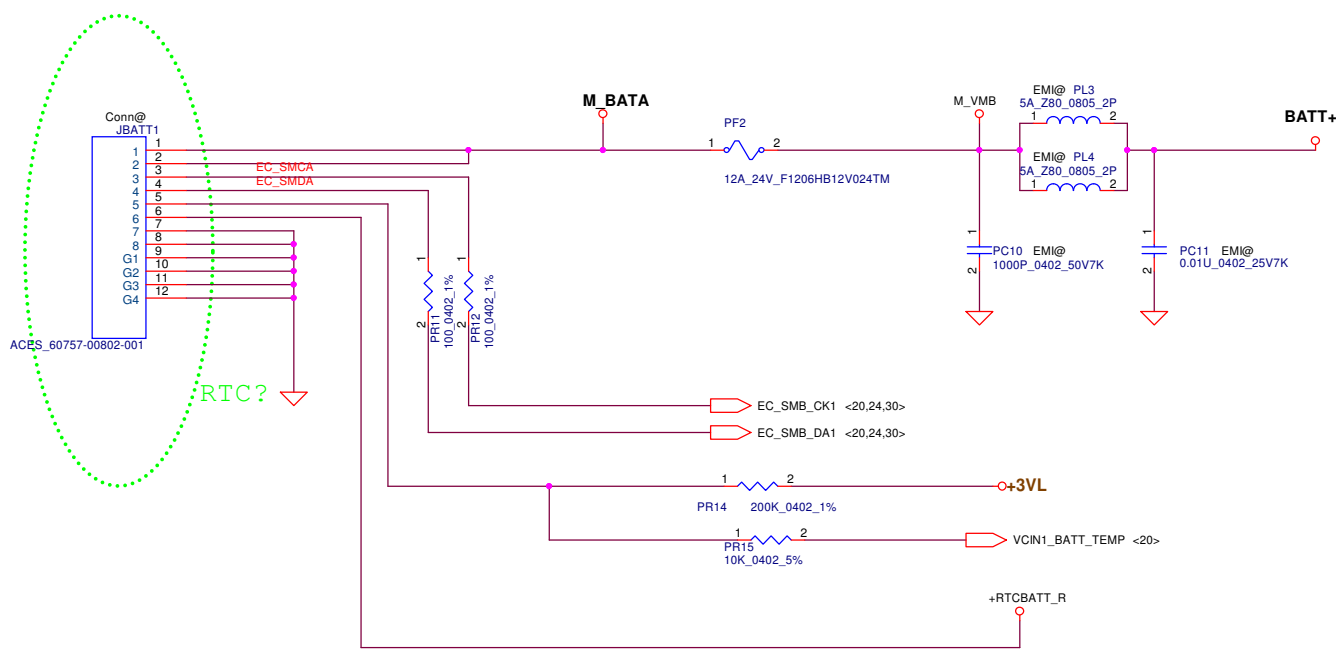 Conn@
JBATT1
1 1
2 2
3 3
4 4
5 5
6 6
7 7
8 8
G1 9
G2 10
G3 11
G4 12
ACES_60757-00802-001
RTC?
EC_SMCA
EC_SMDA
M_BATA
PF2
1 2
12A_24V_F1206HB12V024TM
M_VMB
EMI@ PL3
5A_Z80_0805_2P
1 2
EMI@ PL4
5A_Z80_0805_2P
1 2
BATT+
1
2
PC10 EMI@
1000P_0402_50V7K
1
2
PC11 EMI@
0.01U_0402_25V7K
1
2
PR11
100_0402_1%
1
2
PR12
100_0402_1%
EC_SMB_CK1 <20,24,30>
EC_SMB_DA1 <20,24,30>
1 2
PR14 200K_0402_1%
+3VL
1 2
PR15
10K_0402_5%
VCIN1_BATT_TEMP <20>
+RTCBATT_R